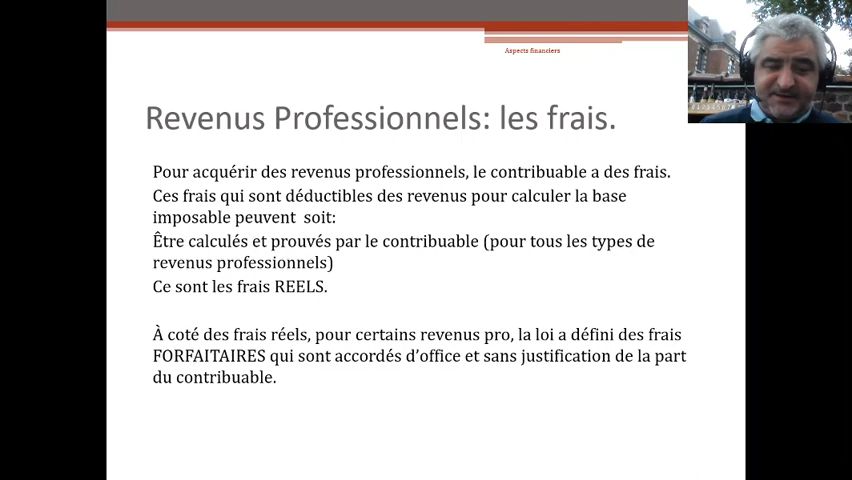 Aspects financiers
Revenus Professionnels: les frais.
Pour acquérir des revenus professionnels, le contribuable a des frais.
Ces frais qui sont déductibles des revenus pour calculer la base
imposable peuvent  soit:
Être calculés et prouvés par le contribuable (pour tous les types de
revenus professionnels)
Ce sont les frais REELS.
À coté des frais réels, pour certains revenus pro, la loi a défini des frais
FORFAITAIRES qui sont accordés d’office et sans justification de la part
du contribuable.